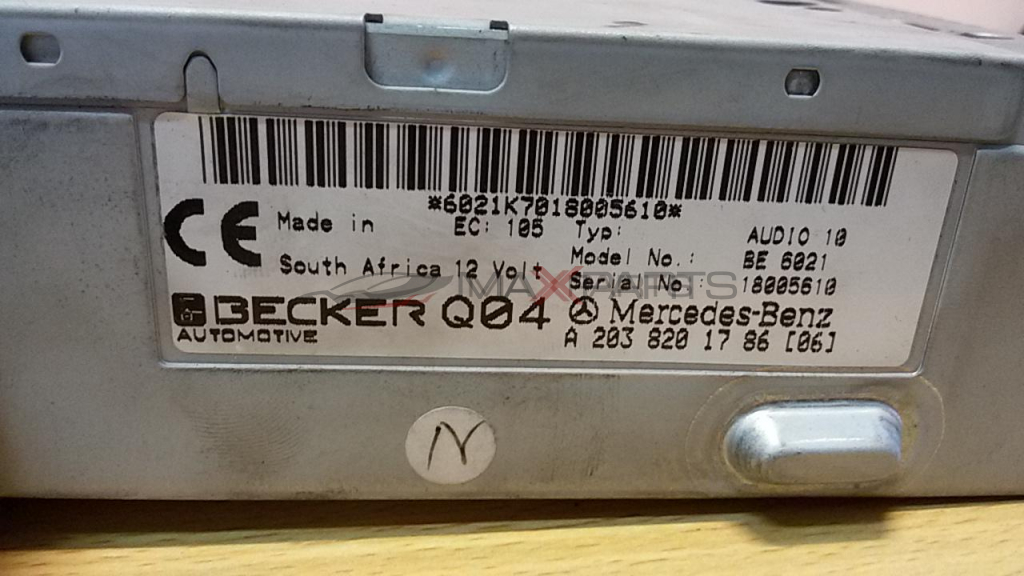 *6021K7018005610*
CE Made in EC: 105 Typ: AUDIO 10
Model No.: BE 6021
South Africa 12 Volt Serial No.: 18005610
MAXPARTS
BECKER Q04 Mercedes-Benz
AUTOMOTIVE A 203 820 17 86 [06]
N